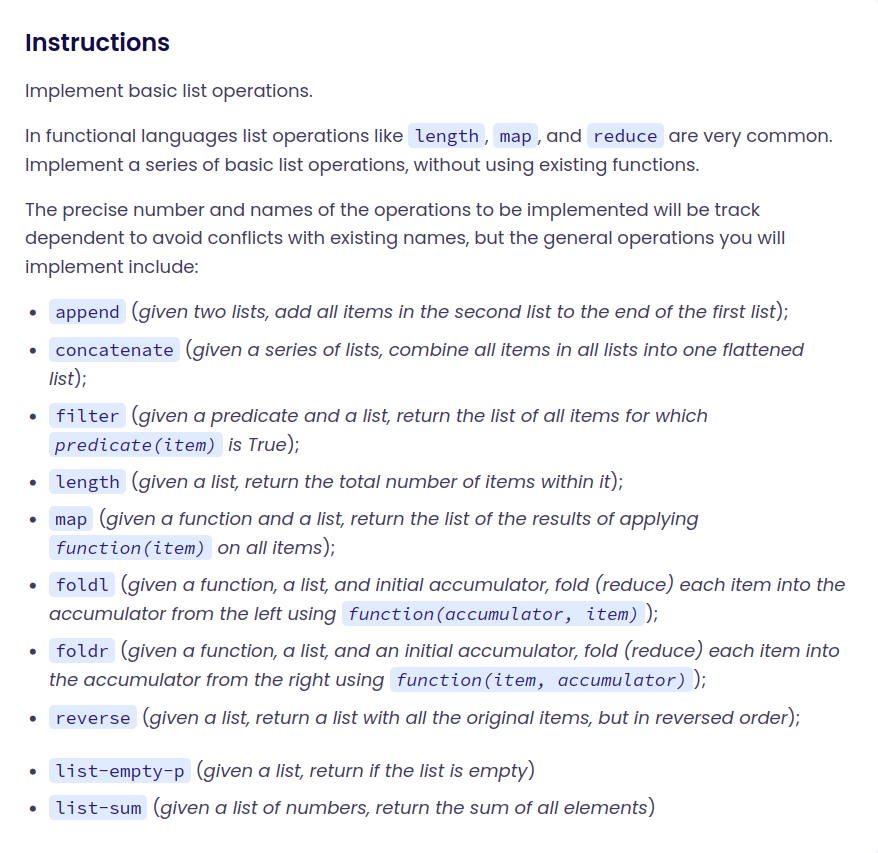 Instructions
Implement basic list operations.
In functional languages list operations like length, map, and reduce are very common.
Implement a series of basic list operations, without using existing functions.
The precise number and names of the operations to be implemented will be track
dependent to avoid conflicts with existing names, but the general operations you will
implement include:
• append (given two lists, add all items in the second list to the end of the first list);
• concatenate (given a series of lists, combine all items in all lists into one flattened
list);
• filter (given a predicate and a list, return the list of all items for which
predicate(item) is True);
• length (given a list, return the total number of items within it);
• map (given a function and a list, return the list of the results of applying
function(item) on all items);
• foldl (given a function, a list, and initial accumulator, fold (reduce) each item into the
accumulator from the left using function(accumulator, item));
• foldr (given a function, a list, and an initial accumulator, fold (reduce) each item into
the accumulator from the right using function(item, accumulator));
• reverse (given a list, return a list with all the original items, but in reversed order);
• list-empty-p (given a list, return if the list is empty)
• list-sum (given a list of numbers, return the sum of all elements)